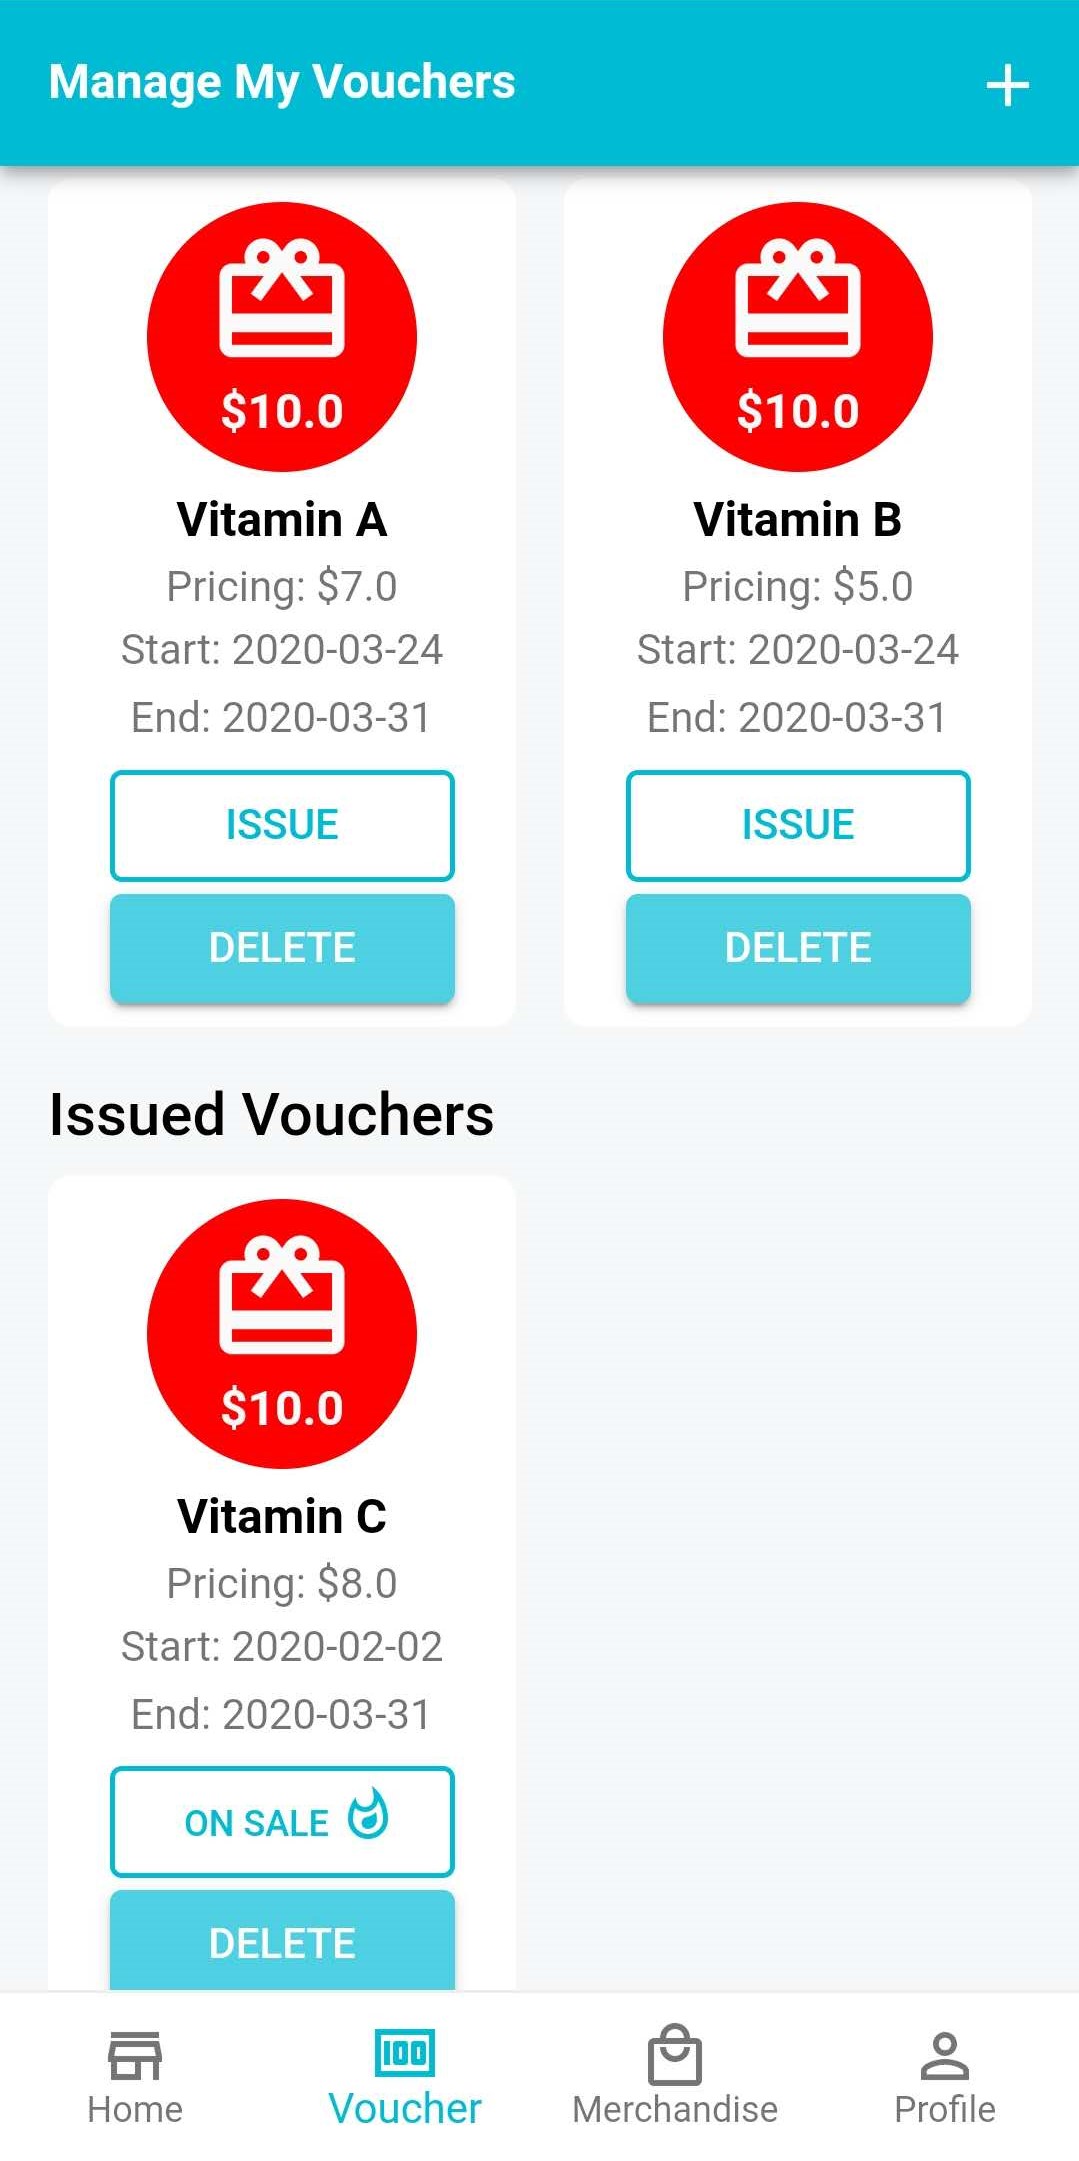 Manage My Vouchers
$10.0
Vitamin A
Pricing: $7.0
Start: 2020-03-24
End: 2020-03-31
ISSUE
DELETE
$10.0
Vitamin B
Pricing: $5.0
Start: 2020-03-24
End: 2020-03-31
ISSUE
DELETE
Issued Vouchers
$10.0
Vitamin C
Pricing: $8.0
Start: 2020-02-02
End: 2020-03-31
ON SALE
DELETE
Home
100
Voucher
Merchandise
Profile